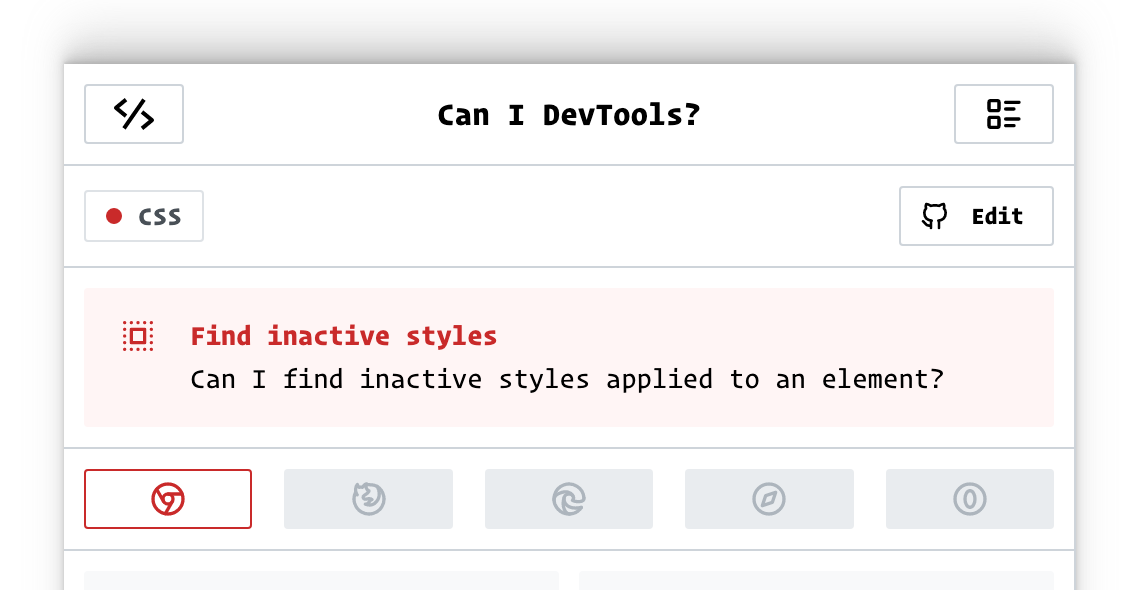 Can I DevTools?
CSS
Edit
Find inactive styles
Can I find inactive styles applied to an element?